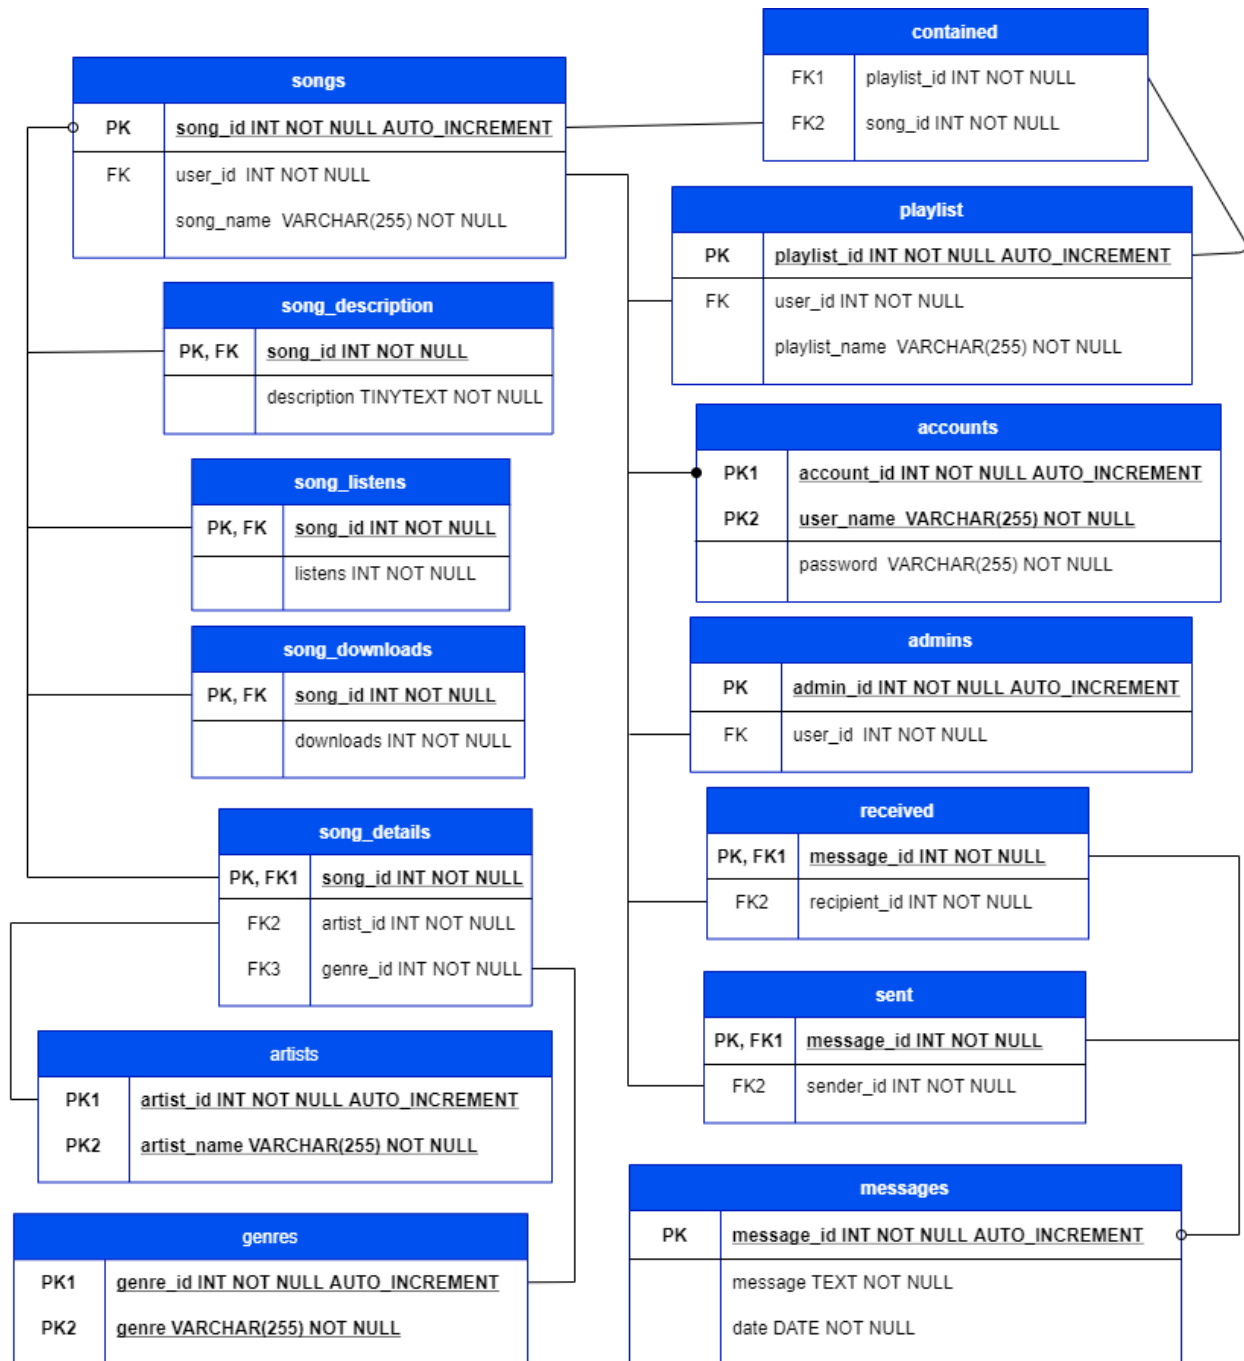 songs
PK song_id INT NOT NULL AUTO_INCREMENT
FK user_id INT NOT NULL
song_name VARCHAR(255) NOT NULL
song_description
PK, FK song_id INT NOT NULL
description TINYTEXT NOT NULL
song_listens
PK, FK song_id INT NOT NULL
listens INT NOT NULL
song_downloads
PK, FK song_id INT NOT NULL
downloads INT NOT NULL
song_details
PK, FK1 song_id INT NOT NULL
FK2 artist_id INT NOT NULL
FK3 genre_id INT NOT NULL
artists
PK1 artist_id INT NOT NULL AUTO_INCREMENT
PK2 artist_name VARCHAR(255) NOT NULL
genres
PK1 genre_id INT NOT NULL AUTO_INCREMENT
PK2 genre VARCHAR(255) NOT NULL
contained
FK1 playlist_id INT NOT NULL
FK2 song_id INT NOT NULL
playlist
PK playlist_id INT NOT NULL AUTO_INCREMENT
FK user_id INT NOT NULL
playlist_name VARCHAR(255) NOT NULL
accounts
PK1 account_id INT NOT NULL AUTO_INCREMENT
PK2 user_name VARCHAR(255) NOT NULL
password VARCHAR(255) NOT NULL
admins
PK admin_id INT NOT NULL AUTO_INCREMENT
FK user_id INT NOT NULL
received
PK, FK1 message_id INT NOT NULL
FK2 recipient_id INT NOT NULL
sent
PK, FK1 message_id INT NOT NULL
FK2 sender_id INT NOT NULL
messages
PK message_id INT NOT NULL AUTO_INCREMENT
message TEXT NOT NULL
date DATE NOT NULL